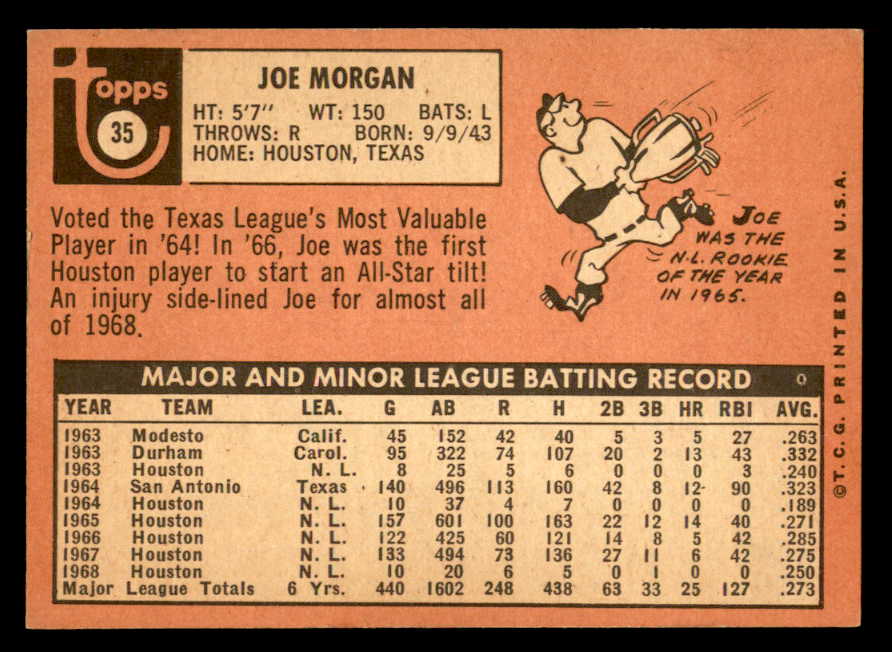 topps
35
JOE MORGAN
HT: 5'7" WT: 150 BATS: L
THROWS: R BORN: 9/9/43
HOME: HOUSTON, TEXAS
Voted the Texas League's Most Valuable
Player in '64! In '66, Joe was the first
Houston player to start an All-Star tilt!
An injury side-lined Joe for almost all
of 1968.
JOE
WAS THE
N.L. ROOKIE
OF THE YEAR
IN 1965.
MAJOR AND MINOR LEAGUE BATTING RECORD
YEAR TEAM LEA. G AB R H 2B 3B HR RBI AVG.
1963 Modesto Calif. 45 152 42 40 5 3 5 27 .263
1963 Durham Carol. 95 322 74 107 20 2 13 43 .332
1963 Houston N. L. 8 25 5 6 0 0 0 3 .240
1964 San Antonio Texas 140 496 113 160 42 8 12 90 .323
1964 Houston N. L. 10 37 4 7 0 0 0 0 .189
1965 Houston N. L. 157 601 100 163 22 12 14 40 .271
1966 Houston N. L. 122 425 60 121 14 8 5 42 .285
1967 Houston N. L. 133 494 73 136 27 11 6 42 .275
1968 Houston N. L. 10 20 6 5 0 1 0 0 .250
Major League Totals 6 Yrs. 440 1602 248 438 63 33 25 127 .273
©T.C.G. PRINTED IN U.S.A.